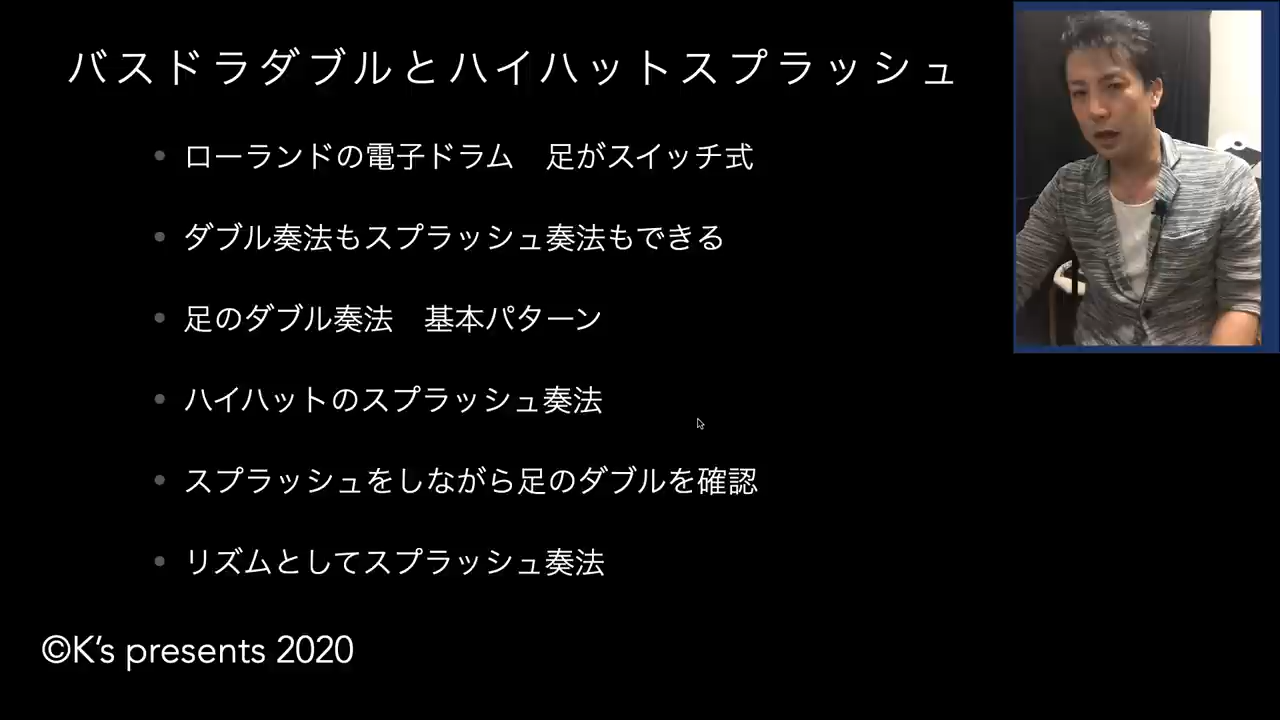 バスドラダブルとハイハットスプラッシュ
ローランドの電子ドラム　足がスイッチ式
ダブル奏法もスプラッシュ奏法もできる
足のダブル奏法　基本パターン
ハイハットのスプラッシュ奏法
スプラッシュをしながら足のダブルを確認
リズムとしてスプラッシュ奏法
©K's presents 2020